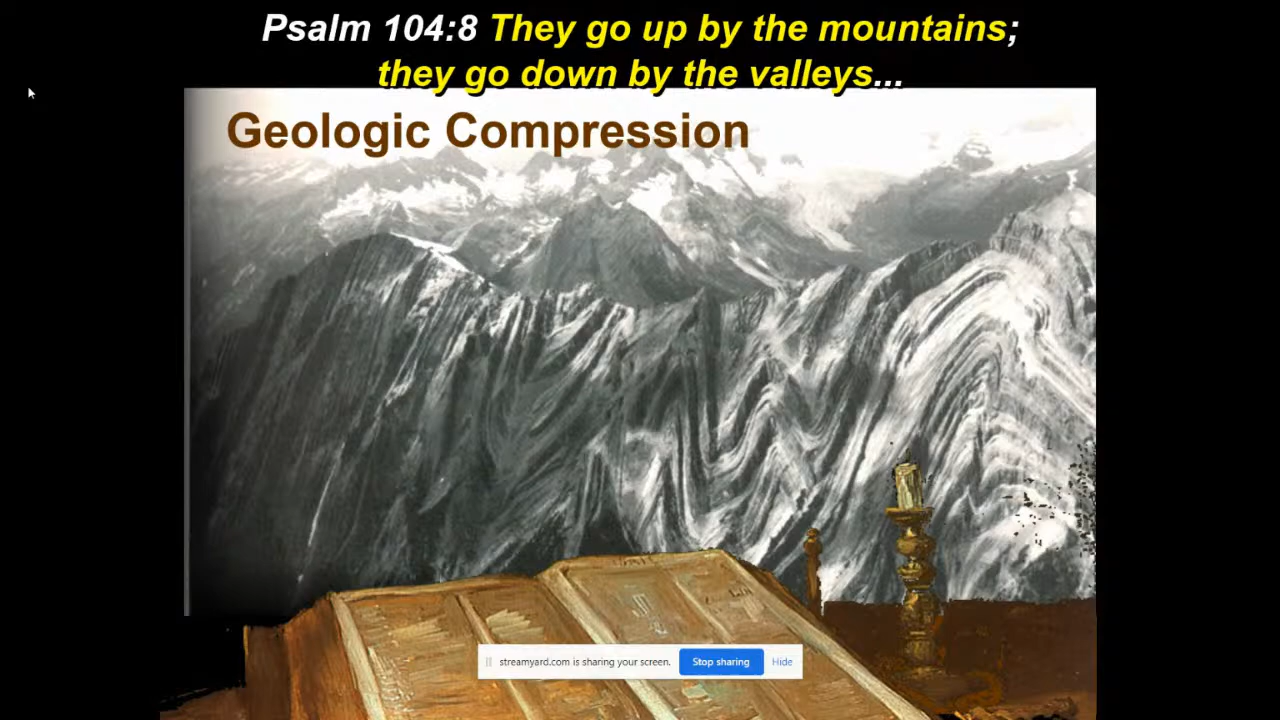 Psalm 104:8 They go up by the mountains;
they go down by the valleys...
Geologic Compression
streamyard.com is sharing your screen. Stop sharing Hide